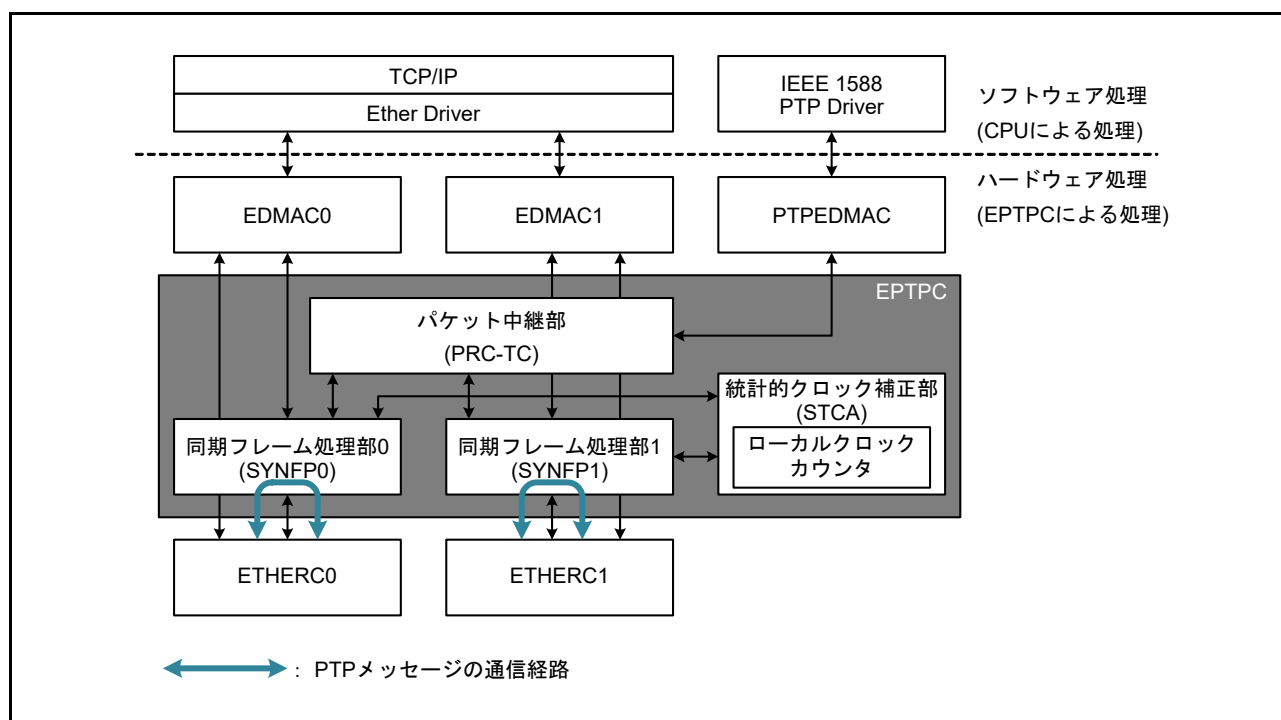 TCP/IP
Ether Driver
IEEE 1588
PTP Driver
ソフトウェア処理
(CPUによる処理)
ハードウェア処理
(EPTPCによる処理)
EDMAC0
EDMAC1
PTPEDMAC
EPTPC
パケット中継部
(PRC-TC)
同期フレーム処理部0
(SYNFP0)
同期フレーム処理部1
(SYNFP1)
統計的クロック補正部
(STCA)
ローカルクロック
カウンタ
ETHERC0
ETHERC1
: PTPメッセージの通信経路